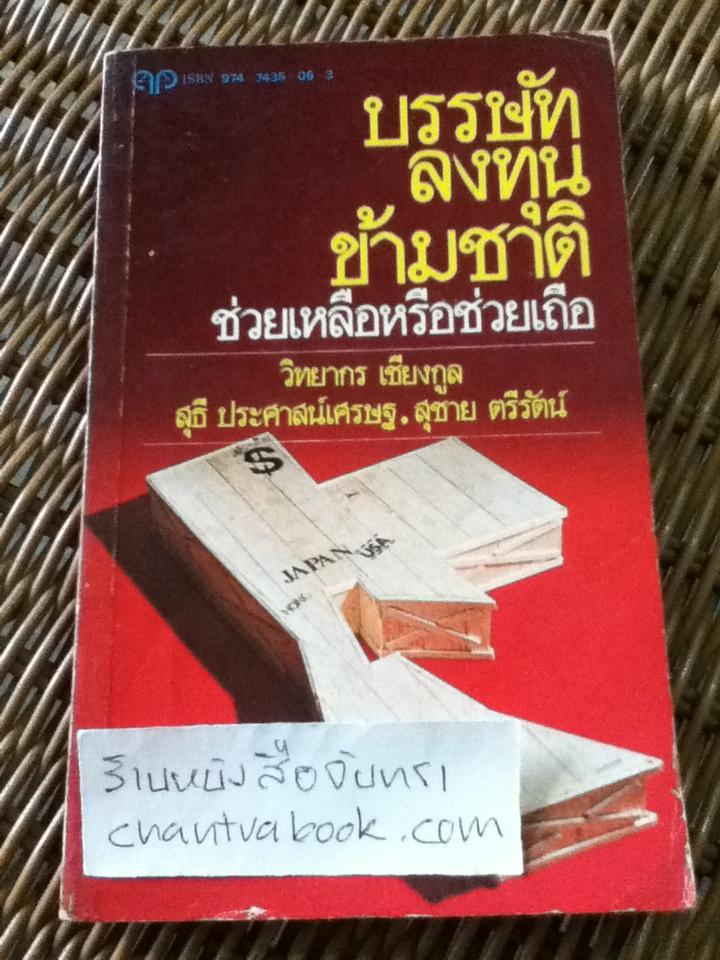 ISBN 974 7435 06 2
บรรษัท
ลงทุน
ข้ามชาติ
ช่วยเหลือหรือช่วยเถือ
วิทยากร เชียงกูล
สุธี ประศาสน์เศรษฐ. สุชาย ตรีรัตน์
$
JAPAN USA
HONG
ร้านหนังสือจันทรา
chantrabook.com